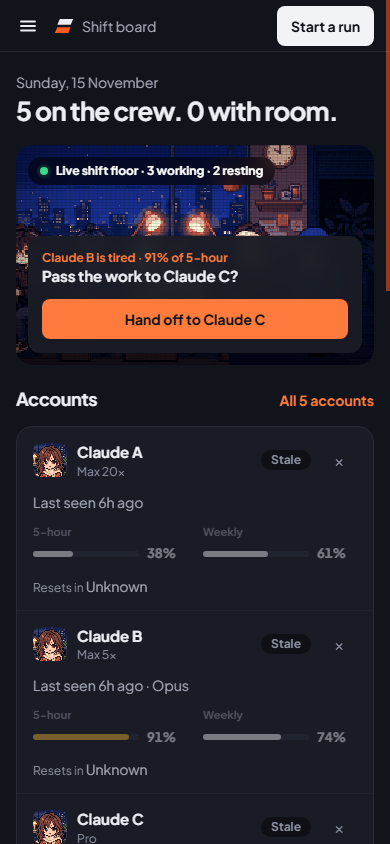 Shift board
Start a run
Sunday, 15 November
5 on the crew. 0 with room.
Live shift floor · 3 working · 2 resting
Claude B is tired · 91% of 5-hour
Pass the work to Claude C?
Hand off to Claude C
Accounts
All 5 accounts
Claude A
Max 20×
Stale
×
Last seen 6h ago
5-hour
Weekly
38%
61%
Resets in Unknown
Claude B
Max 5×
Stale
×
Last seen 6h ago · Opus
5-hour
Weekly
91%
74%
Resets in Unknown
Claude C
Pro
Stale
×